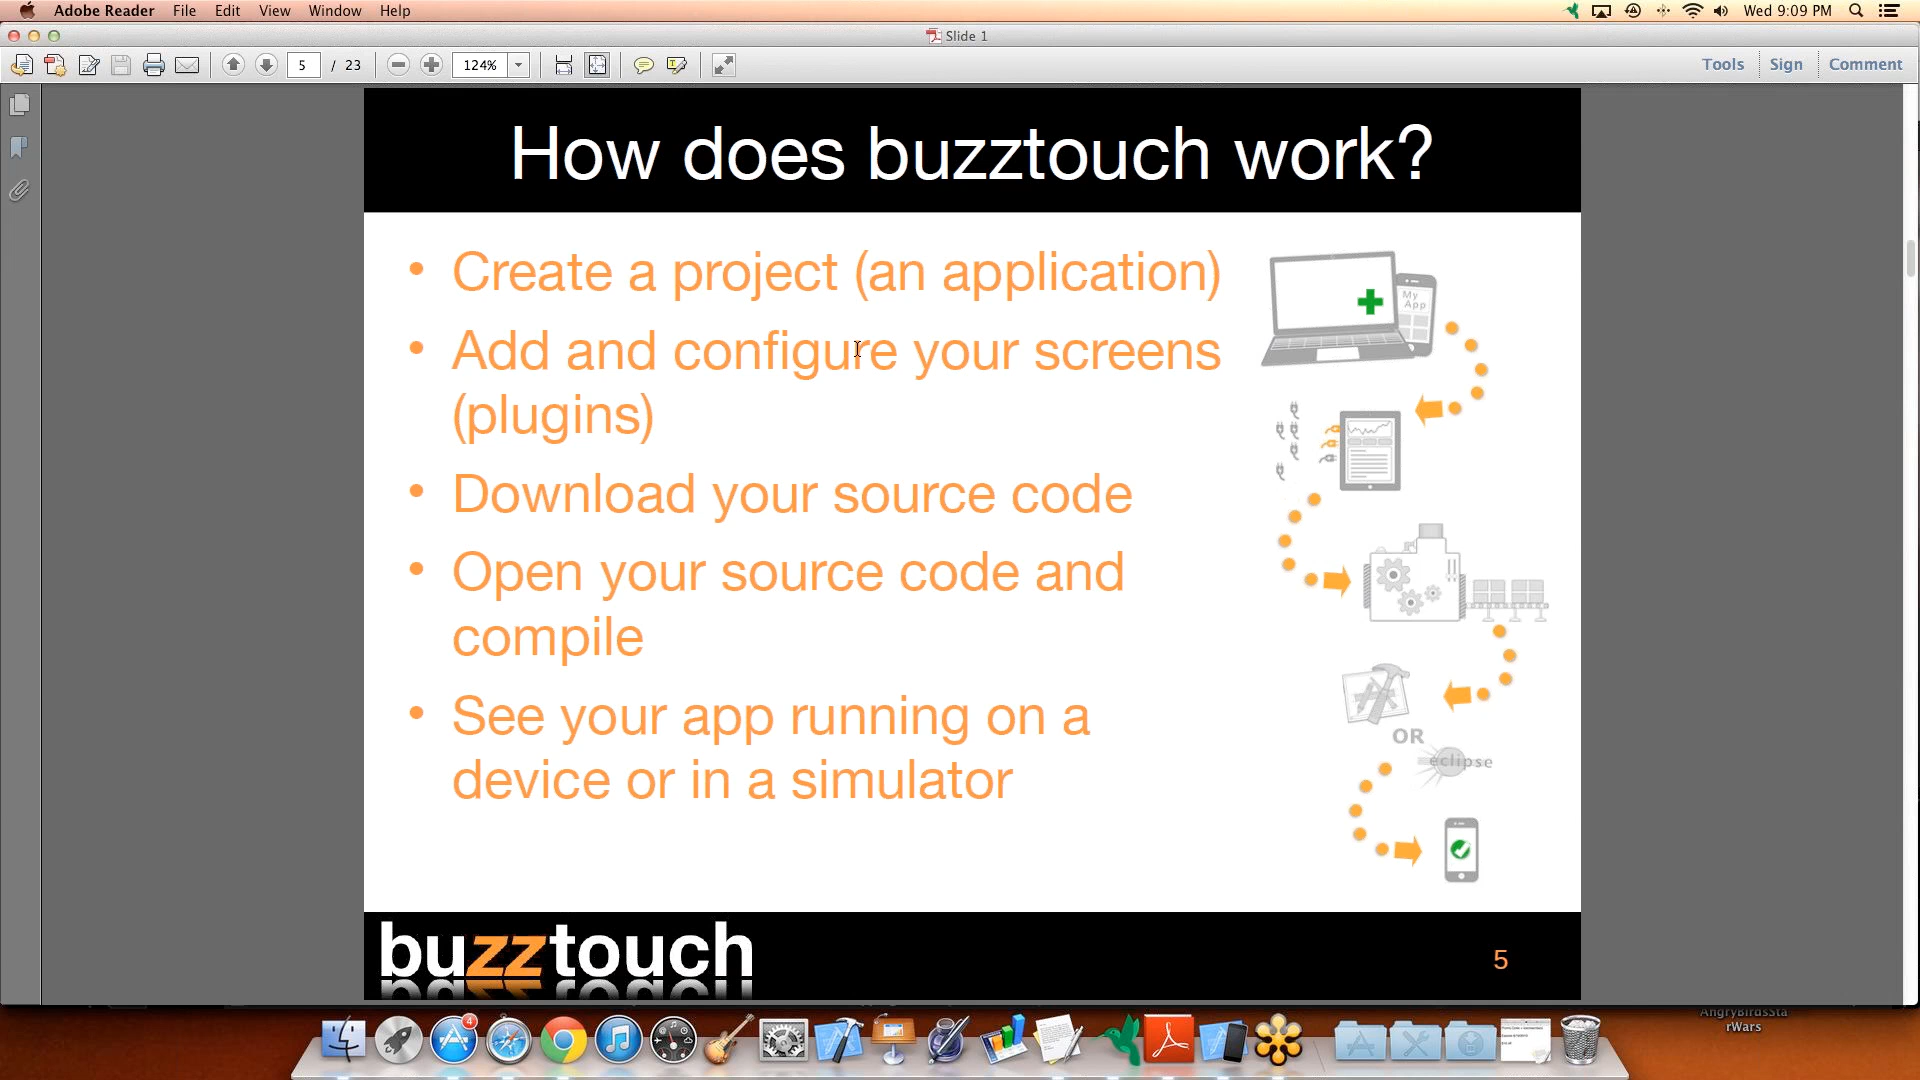 Adobe Reader File Edit View Window Help Wed 9:09 PM
Slide 1
5 / 23 124% Tools Sign Comment
How does buzztouch work?
• Create a project (an application)
• Add and configure your screens
(plugins)
• Download your source code
• Open your source code and
compile
• See your app running on a
device or in a simulator
My
App
OR
eclipse
buzztouch
5
4
AngryBirdsSta
rWars